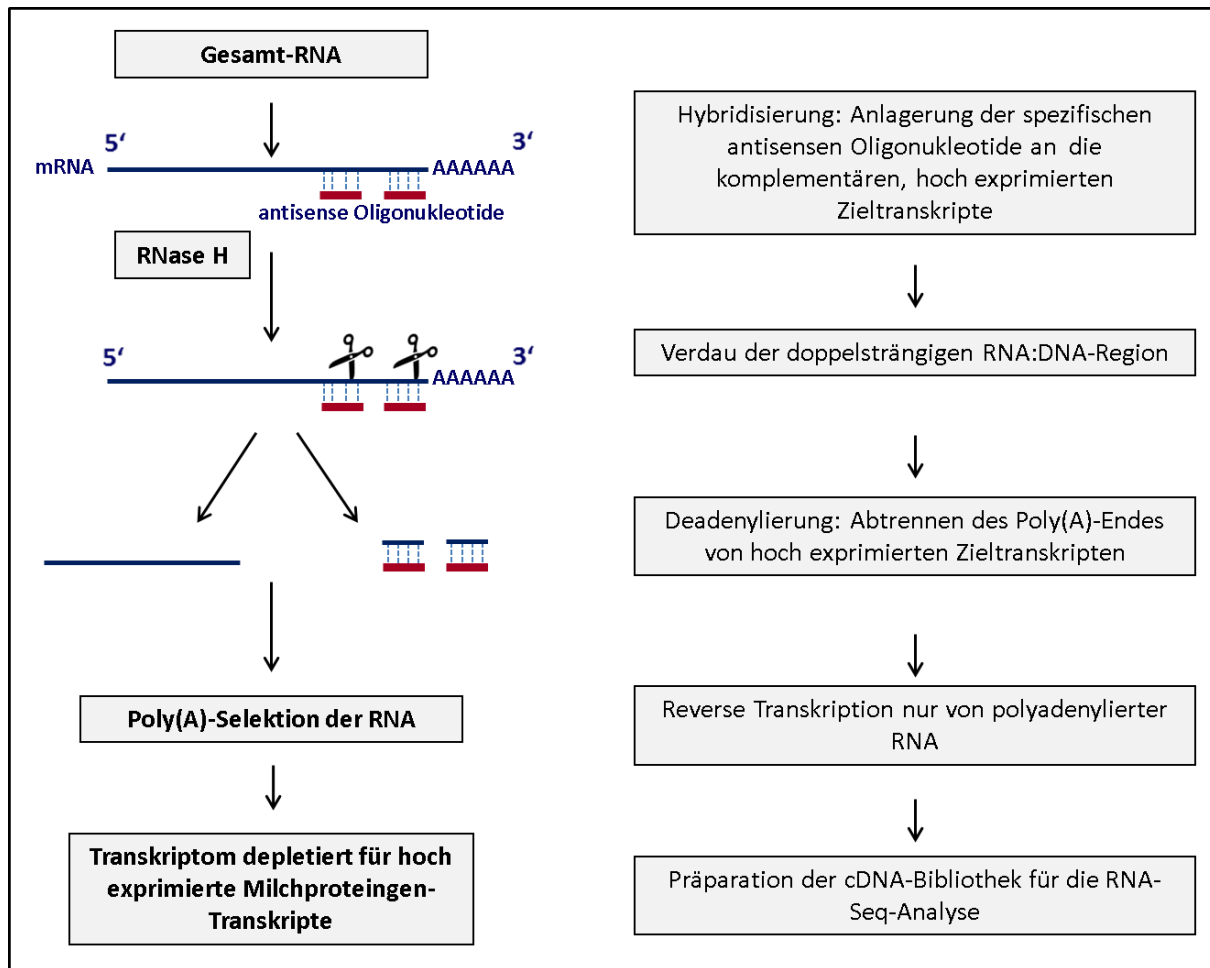 Gesamt-RNA
5‘
3‘
mRNA
AAAAAA
antisense Oligonukleotide
RNase H
5‘
3‘
AAAAAA
Poly(A)-Selektion der RNA
Transkriptom depletiert für hoch
exprimierte Milchproteingen-
Transkripte
Hybridisierung: Anlagerung der spezifischen
antisensen Oligonukleotide an die
komplementären, hoch exprimierten
Zieltranskripte
Verdau der doppelsträngigen RNA:DNA-Region
Deadenylierung: Abtrennen des Poly(A)-Endes
von hoch exprimierten Zieltranskripten
Reverse Transkription nur von polyadenylierter
RNA
Präparation der cDNA-Bibliothek für die RNA-
Seq-Analyse